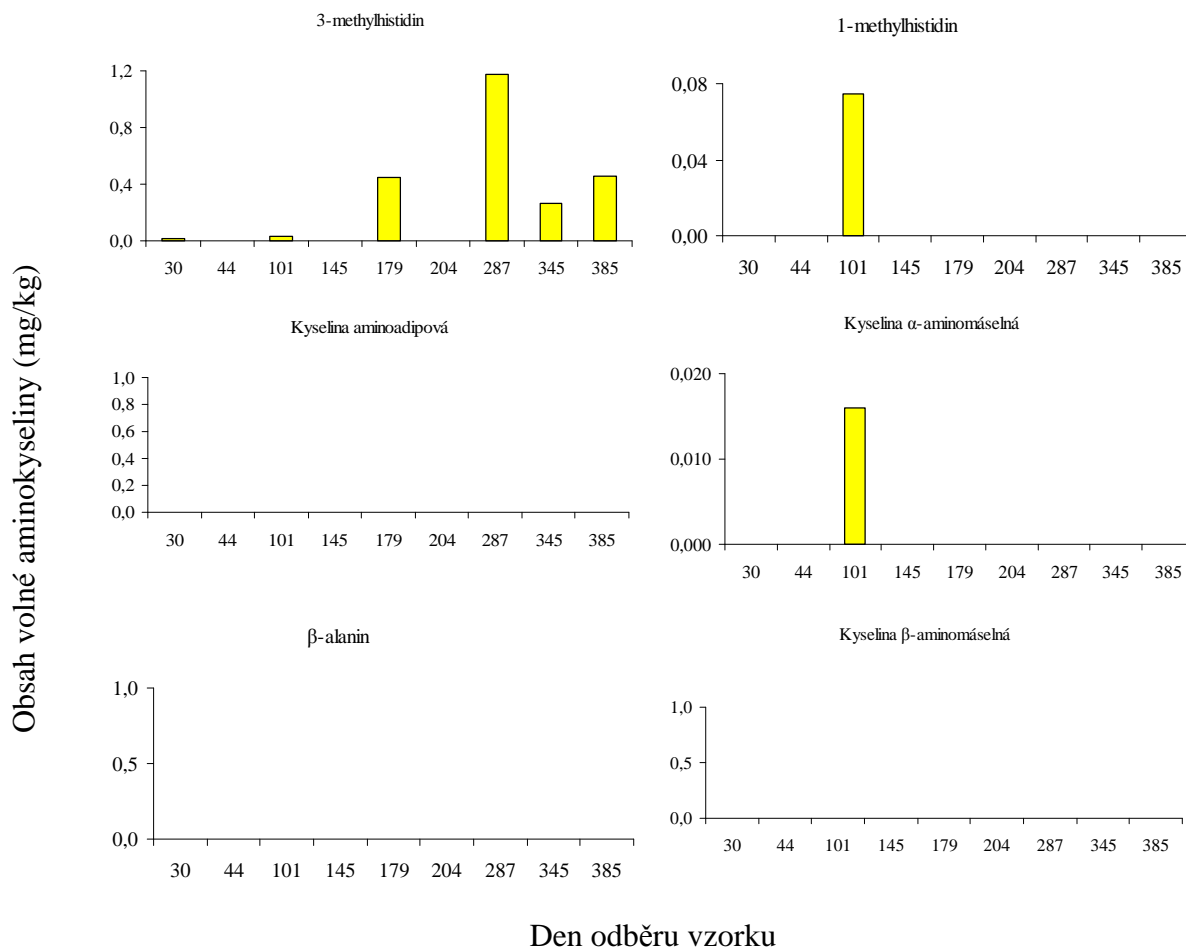 3-methylhistidin
1,2
0,8
0,4
0,0
30 44 101 145 179 204 287 345 385
1-methylhistidin
0,08
0,04
0,00
30 44 101 145 179 204 287 345 385
Kyselina aminoadipová
1,0
0,8
0,6
0,4
0,2
0,0
30 44 101 145 179 204 287 345 385
Kyselina α-aminomáselná
0,020
0,010
0,000
30 44 101 145 179 204 287 345 385
β-alanin
1,0
0,5
0,0
30 44 101 145 179 204 287 345 385
Kyselina β-aminomáselná
1,0
0,5
0,0
30 44 101 145 179 204 287 345 385
Obsah volné aminokyseliny (mg/kg)
Den odběru vzorku